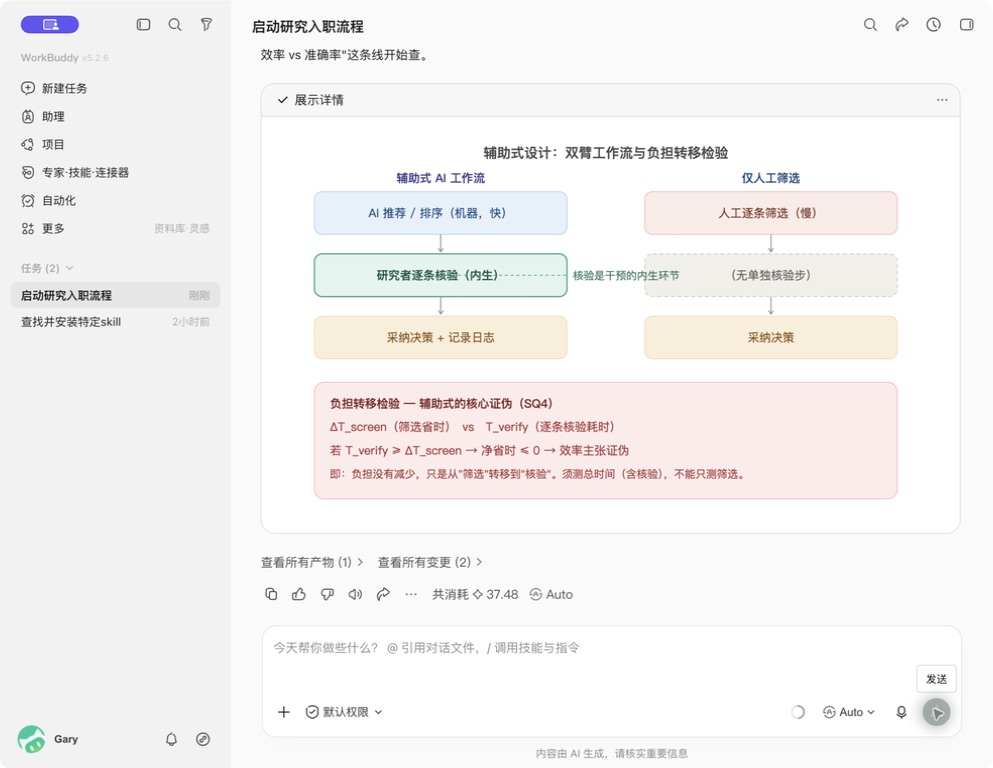 WorkBuddy v5.2.6
新建任务
助理
项目
专家·技能·连接器
自动化
更多 资料库·灵感
任务 (2)
启动研究入职流程 刚刚
查找并安装特定skill 2小时前
Gary
启动研究入职流程
效率 vs 准确率"这条线开始查。
展示详情
辅助式设计：双臂工作流与负担转移检验
辅助式 AI 工作流 仅人工筛选
AI 推荐 / 排序（机器，快） 人工逐条筛选（慢）
研究者逐条核验（内生） 核验是干预的内生环节 （无单独核验步）
采纳决策 + 记录日志 采纳决策
负担转移检验 — 辅助式的核心证伪（SQ4）
ΔT_screen（筛选省时） vs T_verify（逐条核验耗时）
若 T_verify ≥ ΔT_screen → 净省时 ≤ 0 → 效率主张证伪
即：负担没有减少，只是从"筛选"转移到"核验"。须测总时间（含核验），不能只测筛选。
查看所有产物 (1) 查看所有变更 (2)
共消耗 37.48 Auto
今天帮你做些什么？ @ 引用对话文件，/ 调用技能与指令
发送
默认权限 Auto
内容由 AI 生成，请核实重要信息